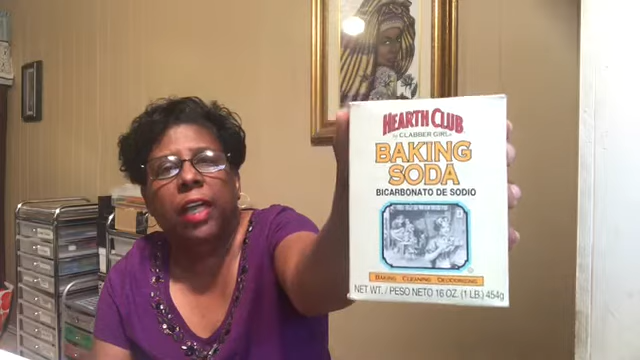 HEARTH CLUB
by CLABBER GIRL®
BAKING
SODA
BICARBONATO DE SODIO
BAKING · CLEANING · DEODORIZING
NET WT. / PESO NETO 16 OZ. (1 LB.) 454g